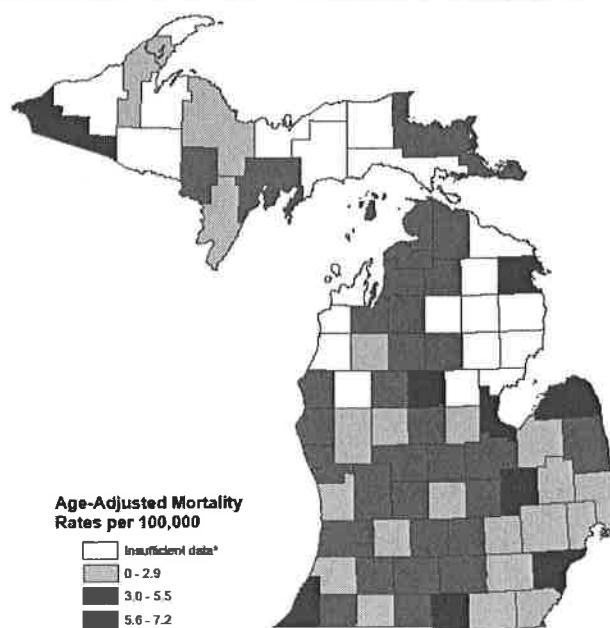 Age-Adjusted Mortality
Rates per 100,000
Insufficient data*
0 - 2.9
3.0 - 5.5
5.6 - 7.2